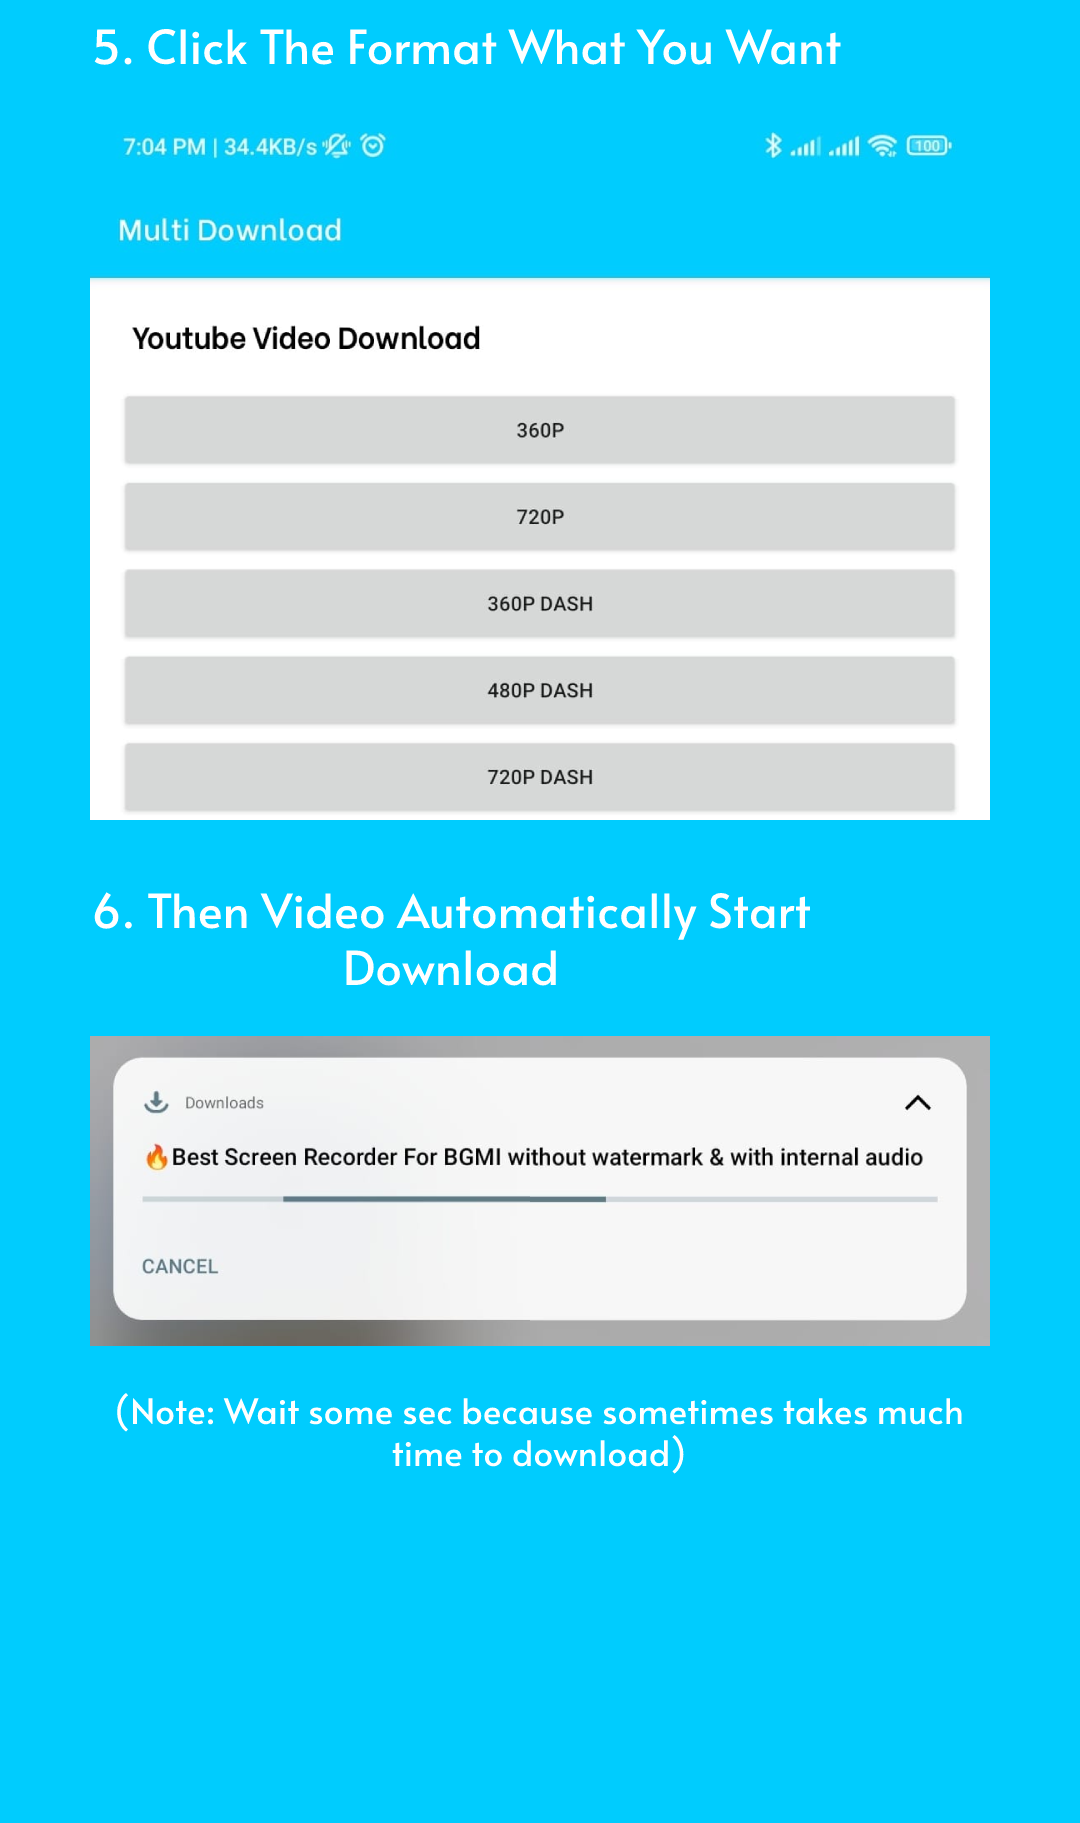 5. Click The Format What You Want
7:04 PM | 34.4KB/s
100
Multi Download
Youtube Video Download
360P
720P
360P DASH
480P DASH
720P DASH
6. Then Video Automatically Start
Download
Downloads
🔥Best Screen Recorder For BGMI without watermark & with internal audio
CANCEL
(Note: Wait some sec because sometimes takes much
time to download)